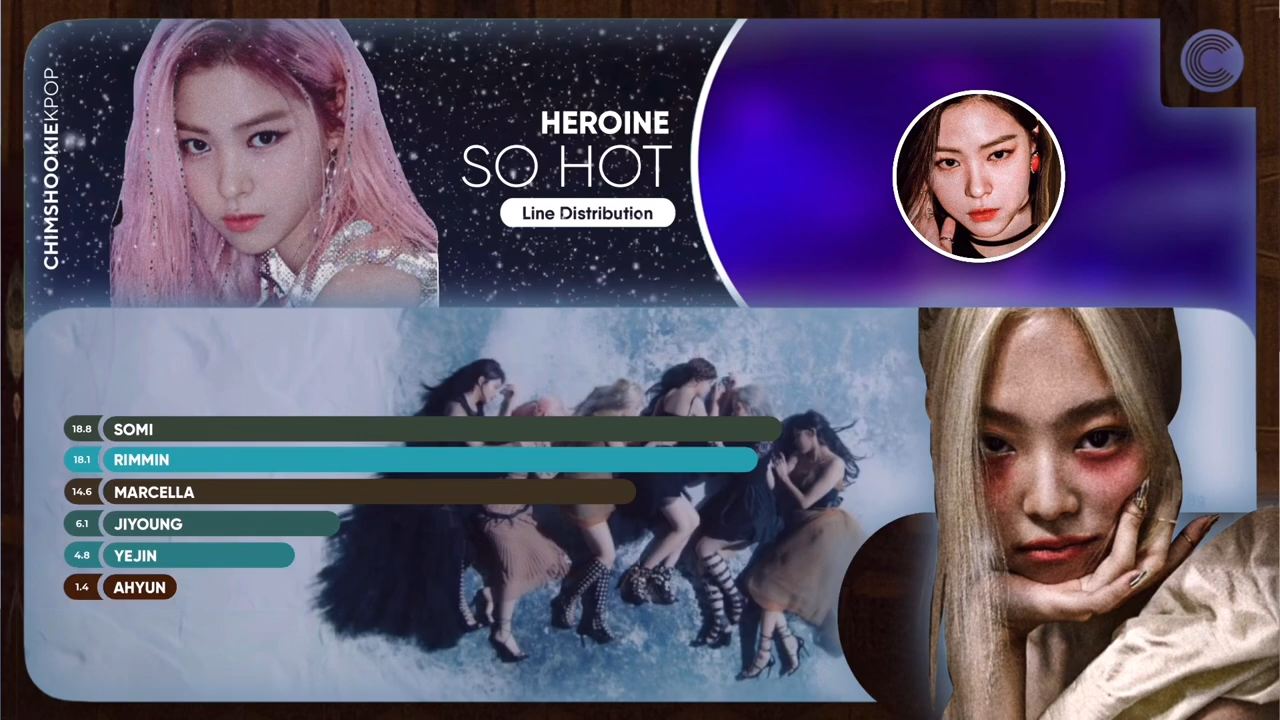 CHIMSHOOKIEKPOP
HEROINE
SO HOT
Line Distribution
18.8 SOMI
18.1 RIMMIN
14.6 MARCELLA
6.1 JIYOUNG
4.8 YEJIN
1.4 AHYUN